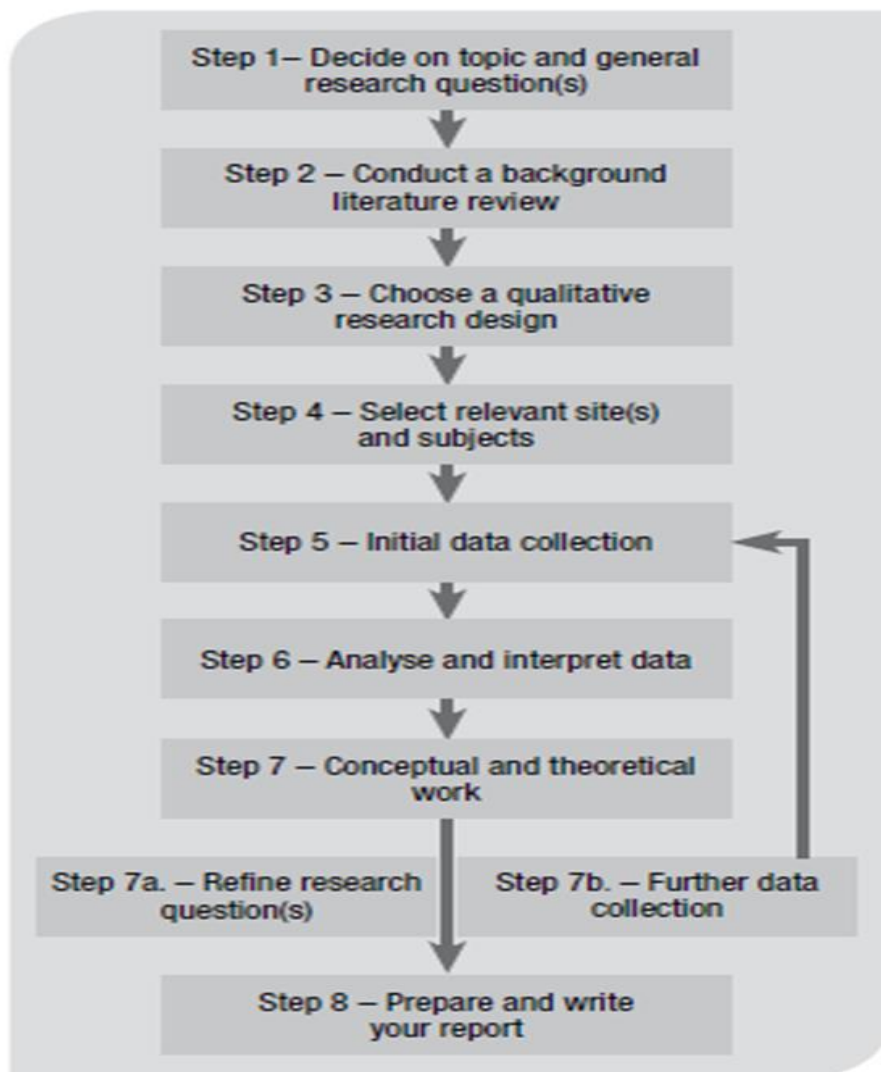 Step 1– Decide on topic and general
research question(s)
Step 2 – Conduct a background
literature review
Step 3 – Choose a qualitative
research design
Step 4 – Select relevant site(s)
and subjects
Step 5 – Initial data collection
Step 6 – Analyse and interpret data
Step 7 – Conceptual and theoretical
work
Step 7a. – Refine research
question(s)
Step 7b. – Further data
collection
Step 8 – Prepare and write
your report